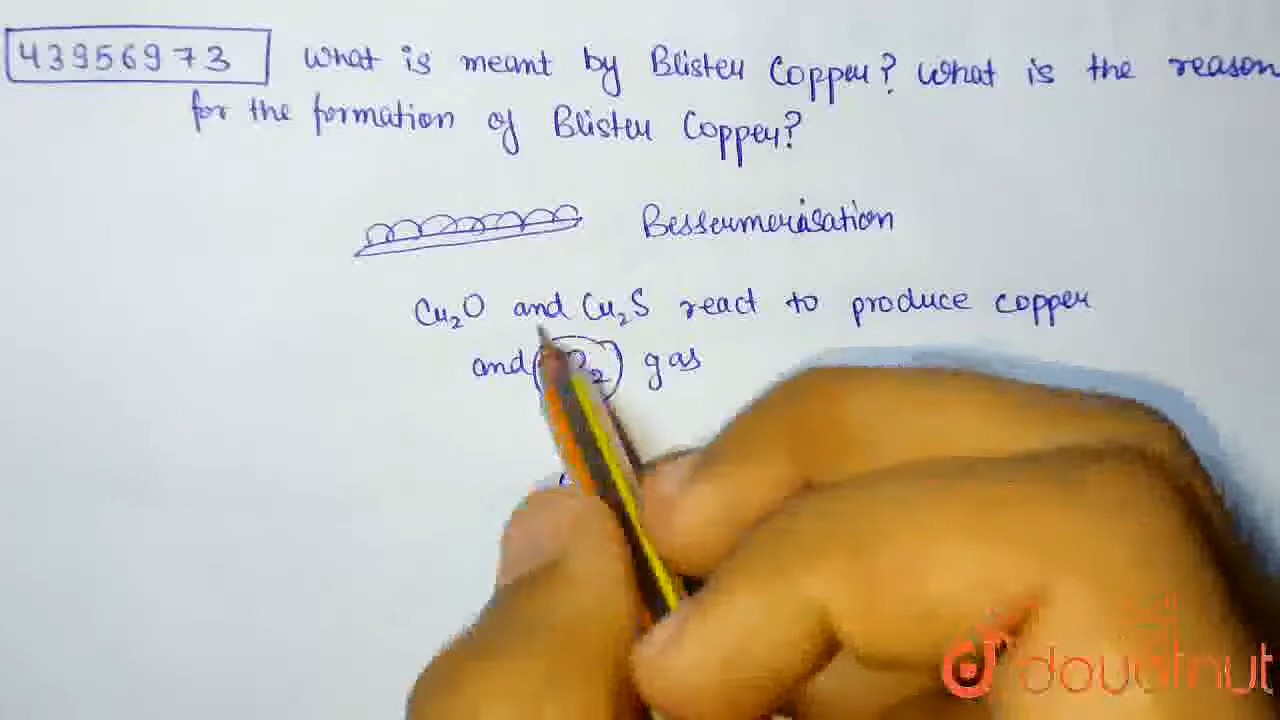 43956973 What is meant by Blister Copper? What is the reason
for the formation of Blister Copper?
Bessermerisation
Cu₂O and Cu₂S react to produce copper
and gas
doubtnut